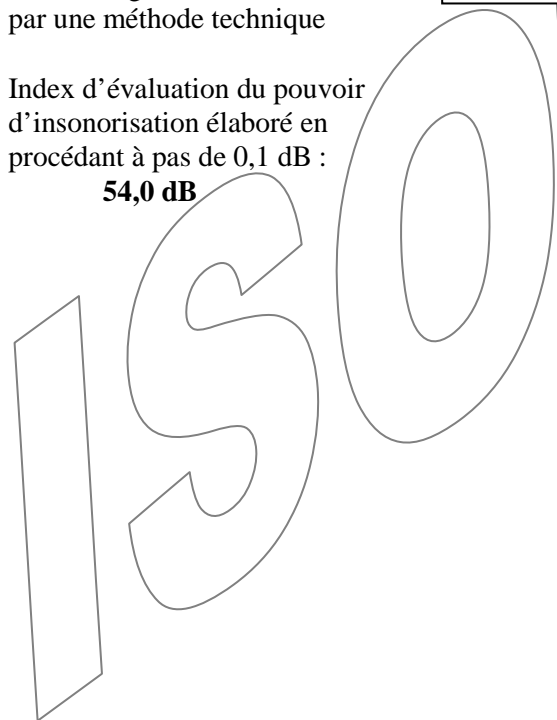 par une méthode technique
Index d’évaluation du pouvoir
d’insonorisation élaboré en
procédant à pas de 0,1 dB :
54,0 dB
ISO